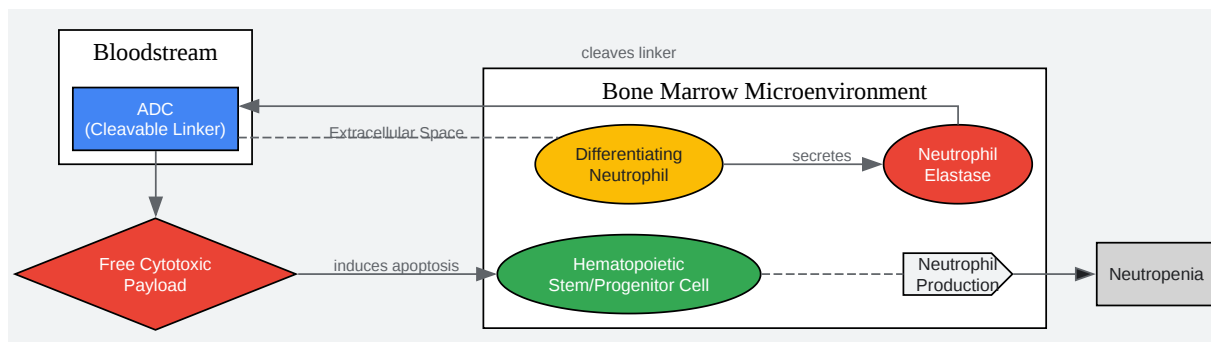 cleaves linker
Bloodstream
Bone Marrow Microenvironment
ADC
(Cleavable Linker)
Extracellular Space
Differentiating
Neutrophil
secretes
Neutrophil
Elastase
Free Cytotoxic
Payload
induces apoptosis
Hematopoietic
Stem/Progenitor Cell
Neutrophil
Production
Neutropenia